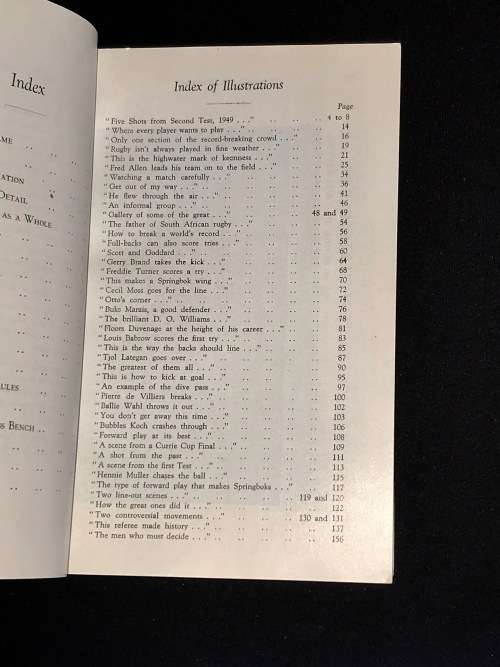 Index
ME
ATION
DETAIL
AS A WHOLE
ULES
SS BENCH
Index of Illustrations
Page
"Five Shots from Second Test, 1949 . . ." 4 to 8
"Where every player wants to play . . ." 14
"Only one section of the record-breaking crowd . . ." 16
"Rugby isn't always played in fine weather . . ." 19
"This is the highwater mark of keenness . . ." 21
"Fred Allen leads his team on to the field . . ." 25
"Watching a match carefully . . ." 34
"Get out of my way . . ." 36
"He flew through the air . . ." 41
"An informal group . . ." 46
"Gallery of some of the great . . ." 48 and 49
"The father of South African rugby . . ." 54
"How to break a world's record . . ." 56
"Full-backs can also score tries . . ." 58
"Scott and Goddard . . ." 60
"Gerry Brand takes the kick . . ." 64
"Freddie Turner scores a try . . ." 68
"This makes a Springbok wing . . ." 70
"Cecil Moss goes for the line . . ." 72
"Otto's corner . . ." 74
"Buks Marais, a good defender . . ." 76
"The brilliant D. O. Williams . . ." 78
"Floors Duvenage at the height of his career . . ." 81
"Louis Babrow scores the first try . . ." 83
"This is the way the backs should line . . ." 85
"Tjol Lategan goes over . . ." 87
"The greatest of them all . . ." 90
"This is how to kick at goal . . ." 95
"An example of the dive pass . . ." 97
"Pierre de Villiers breaks . . ." 100
"Ballie Wahl throws it out . . ." 102
"You don't get away this time . . ." 103
"Bubbles Koch crashes through . . ." 106
"Forward play at its best . . ." 108
"A scene from a Currie Cup Final . . ." 109
"A shot from the past . . ." 111
"A scene from the first Test . . ." 113
"Hennie Muller chases the ball . . ." 115
"The type of forward play that makes Springboks . . ." 117
"Two line-out scenes . . ." 119 and 120
"How the great ones did it . . ." 122
"Two controversial movements . . ." 130 and 131
"This referee made history . . ." 137
"The men who must decide . . ." 156